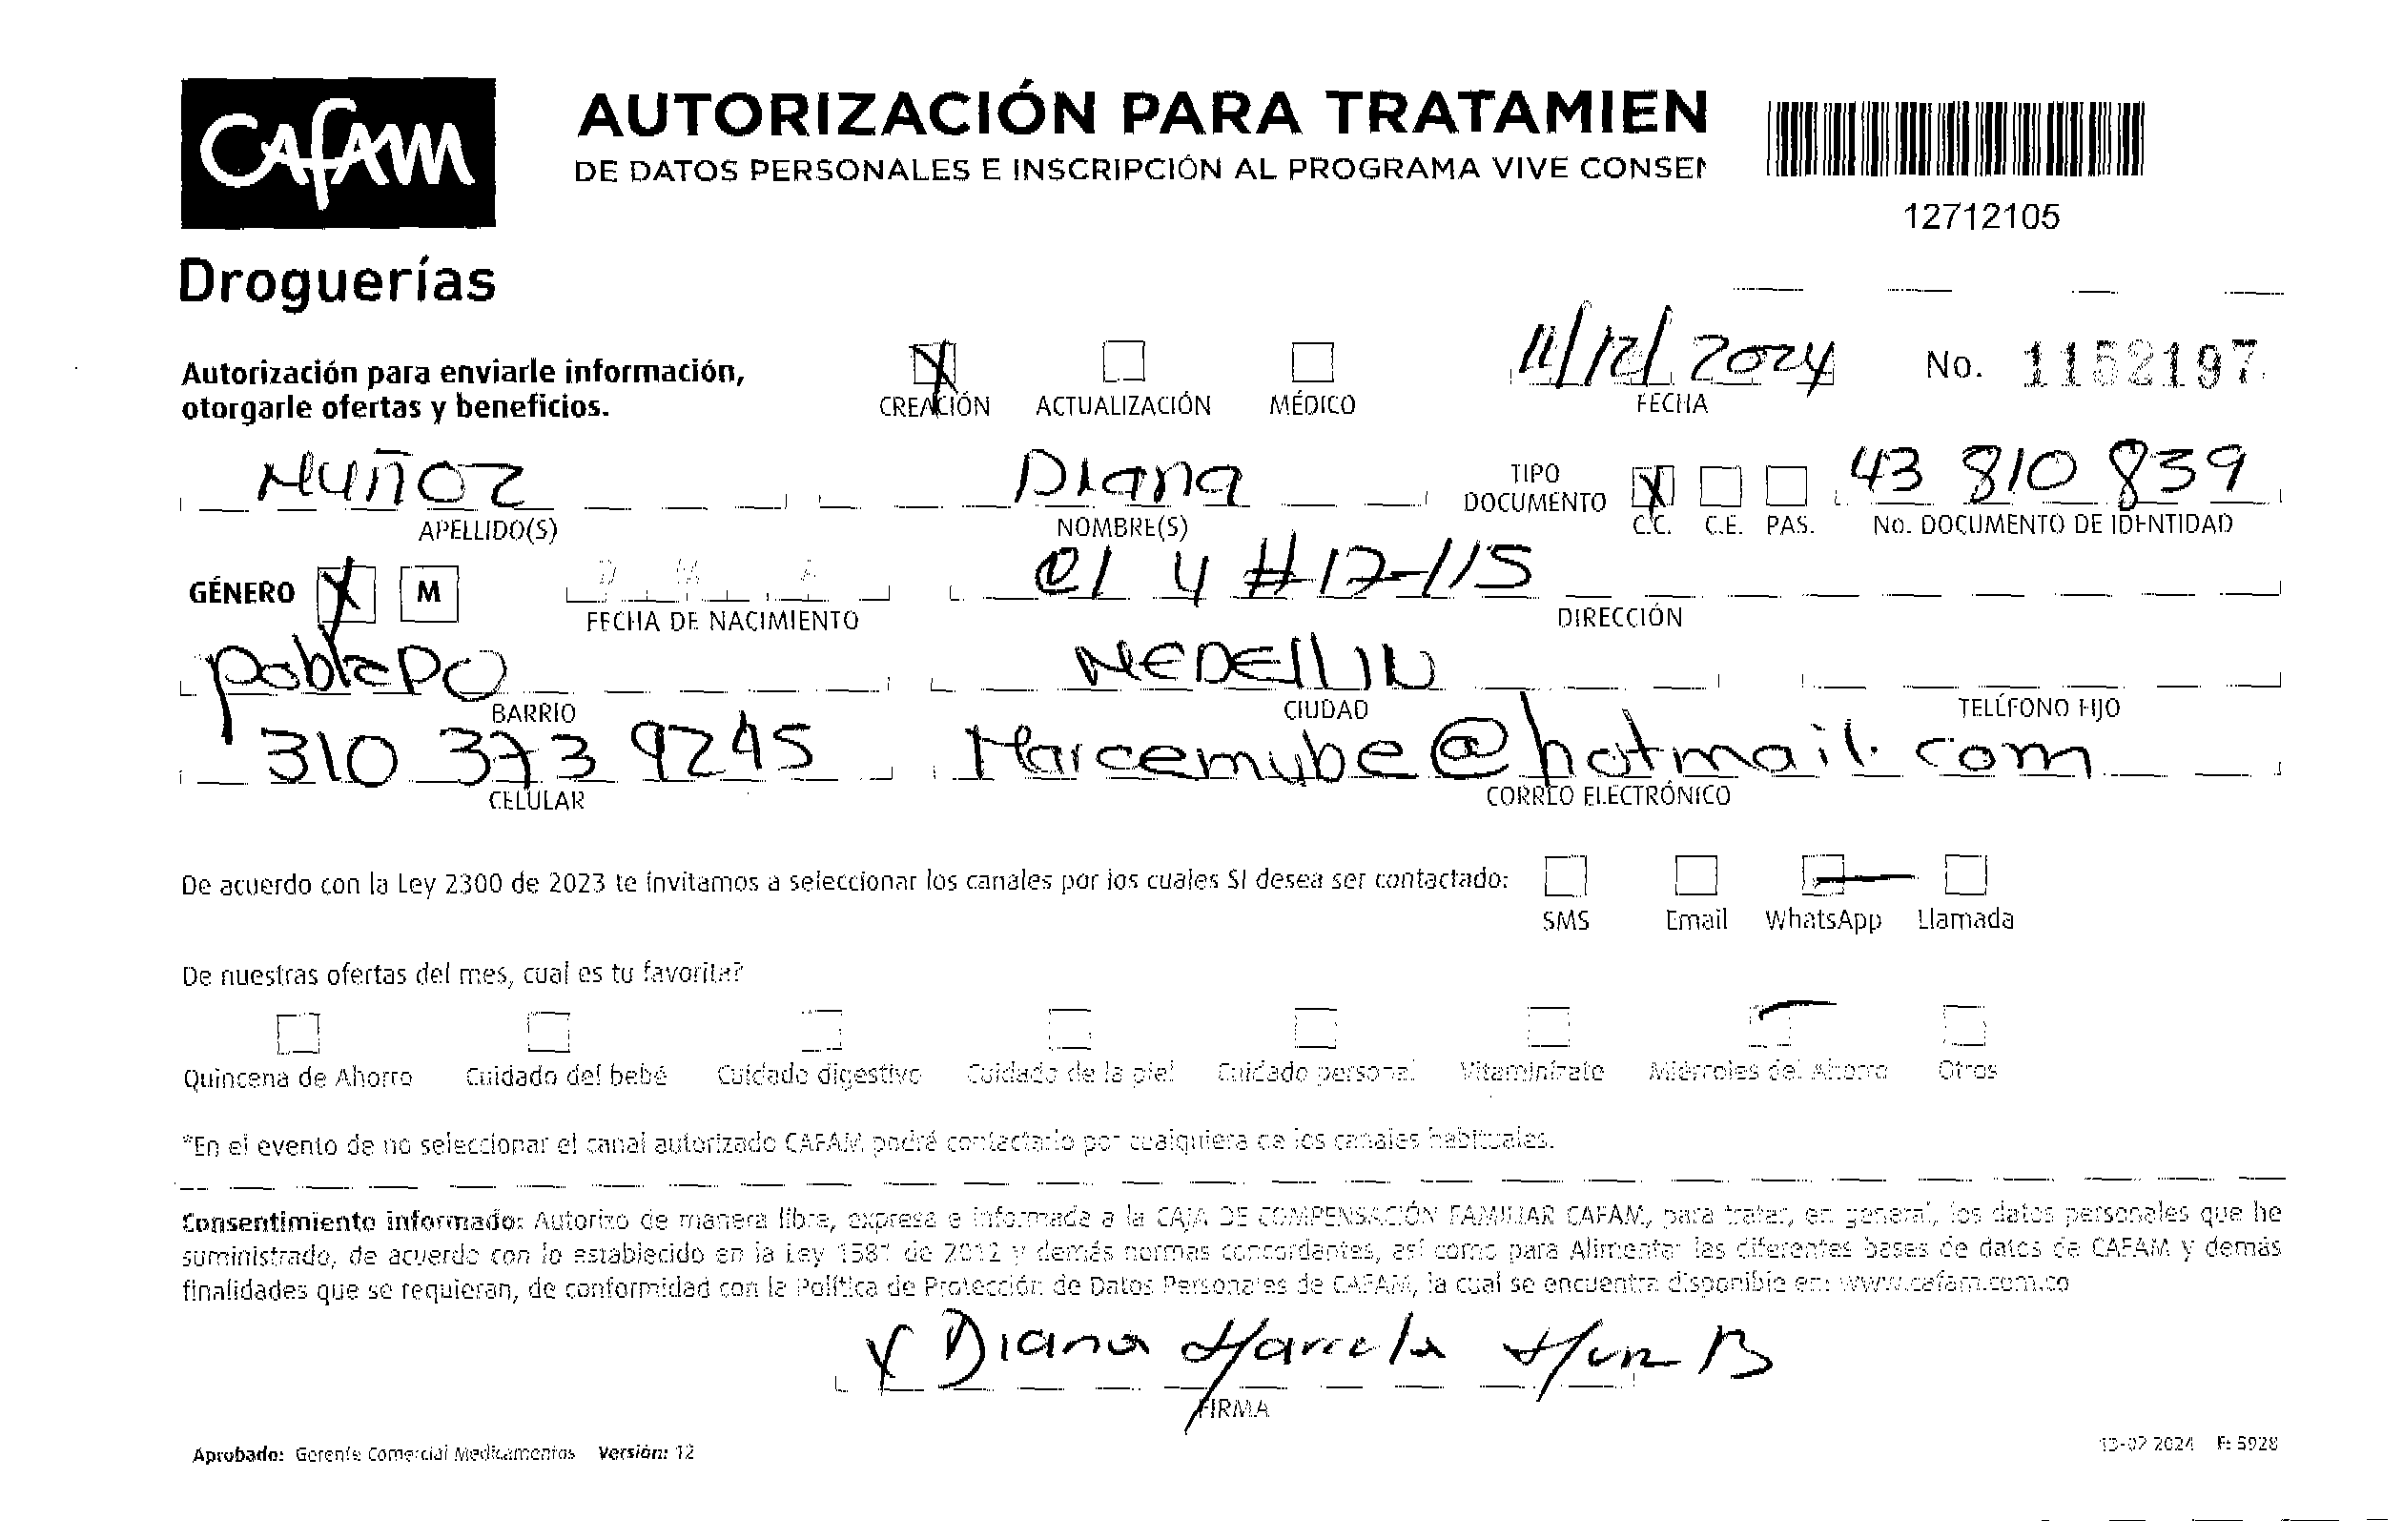 Cafam
AUTORIZACIÓN PARA TRATAMIEN
DE DATOS PERSONALES E INSCRIPCIÓN AL PROGRAMA VIVE CONSEN
12712105
Droguerías
Autorización para enviarle información,
otorgarle ofertas y beneficios.
CREACIÓN ACTUALIZACIÓN MÉDICO
11/12/2024
FECHA
No. 1152197
MUÑOZ Diana
APELLIDO(S) NOMBRE(S)
TIPO
DOCUMENTO
C.C. C.E. PAS.
43 810 839
No. DOCUMENTO DE IDENTIDAD
GÉNERO X M
D M A
FECHA DE NACIMIENTO
Cl 4 #17-115
DIRECCIÓN
poblaDO MEDELLIN
BARRIO CIUDAD TELÉFONO FIJO
310 373 9245 Marcemube@hotmail.com
CELULAR CORREO ELECTRÓNICO
De acuerdo con la Ley 2300 de 2023 te invitamos a seleccionar los canales por los cuales SI desea ser contactado:
SMS Email WhatsApp Llamada
De nuestras ofertas del mes, cual es tu favorita?
Quincena de Ahorro Cuidado del bebé Cuidado digestivo Cuidado de la piel Cuidado personal Vitaminízate Miércoles del Ahorro Otros
*En el evento de no seleccionar el canal autorizado CAFAM podrá contactarlo por cualquiera de los canales habituales.
Consentimiento informado: Autorizo de manera libre, expresa e informada a la CAJA DE COMPENSACIÓN FAMILIAR CAFAM, para tratar, en general, los datos personales que he
suministrado, de acuerdo con lo establecido en la Ley 1581 de 2012 y demás normas concordantes, así como para Alimentar las diferentes bases de datos de CAFAM y demás
finalidades que se requieran, de conformidad con la Política de Protección de Datos Personales de CAFAM, la cual se encuentra disponible en: www.cafam.com.co
X Diana Marcela Mun B
FIRMA
Aprobado: Gerente Comercial Medicamentos Versión: 12
13-02 2024 F: 5928